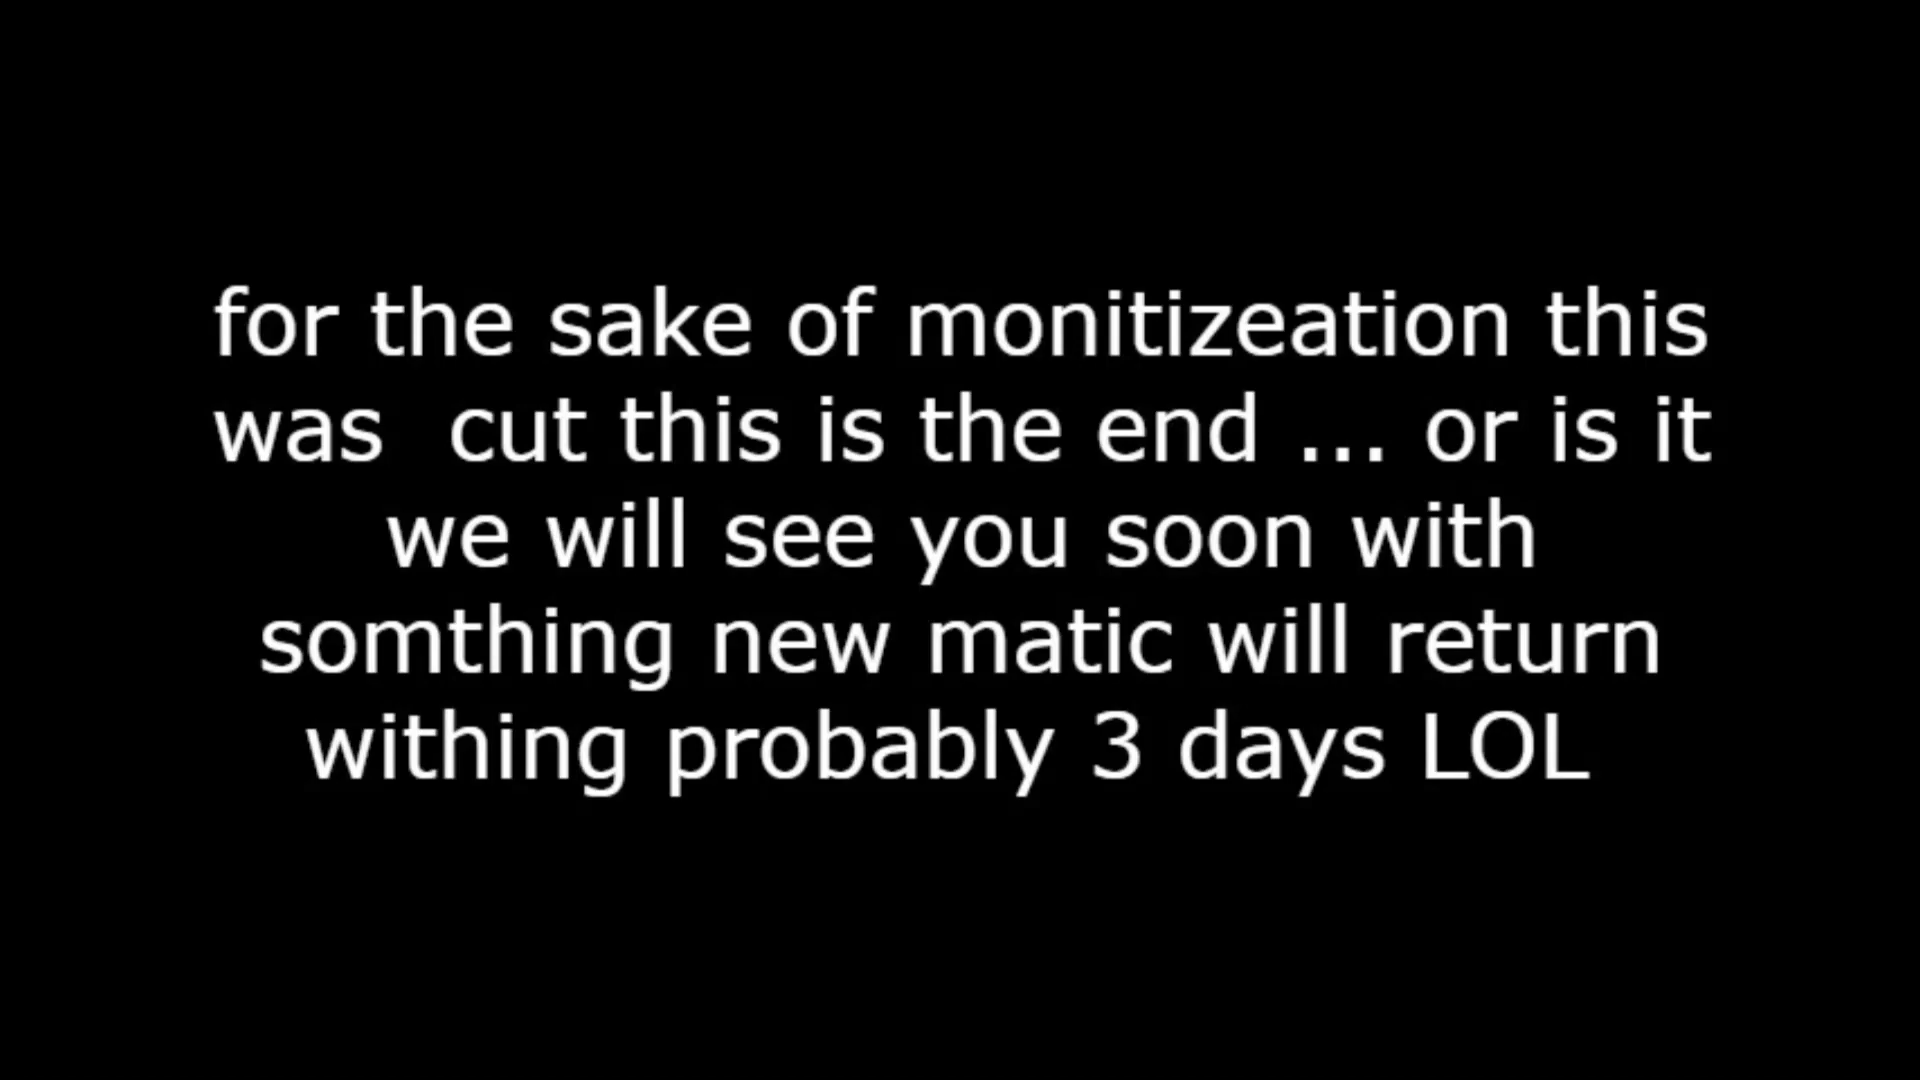 for the sake of monitizeation this
was  cut this is the end ... or is it
we will see you soon with
somthing new matic will return
withing probably 3 days LOL